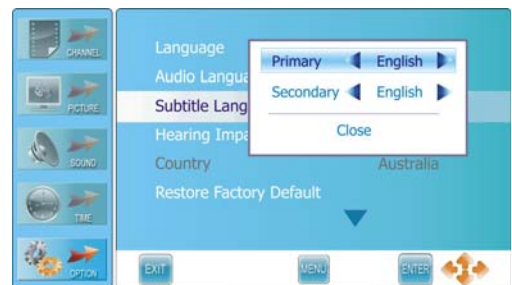 CHANNEL
PICTURE
SOUND
TIME
OPTION
Language
Audio Langua
Subtitle Lang
Hearing Impa
Country Australia
Restore Factory Default
Primary English
Secondary English
Close
EXIT
MENU
ENTER